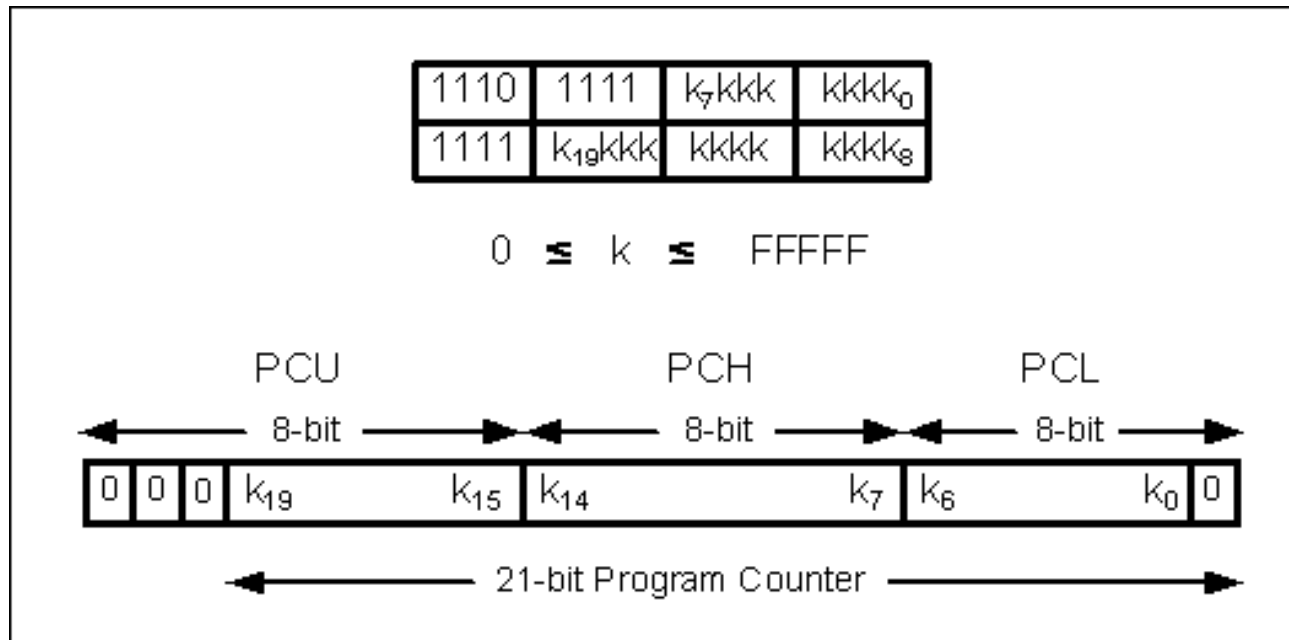 1110 1111 k₇kkk kkkk₀
1111 k₁₉kkk kkkk kkkk₈
0 ≤ k ≤ FFFFF
PCU PCH PCL
8-bit 8-bit 8-bit
0 0 0 k₁₉ k₁₅ k₁₄ k₇ k₆ k₀ 0
21-bit Program Counter